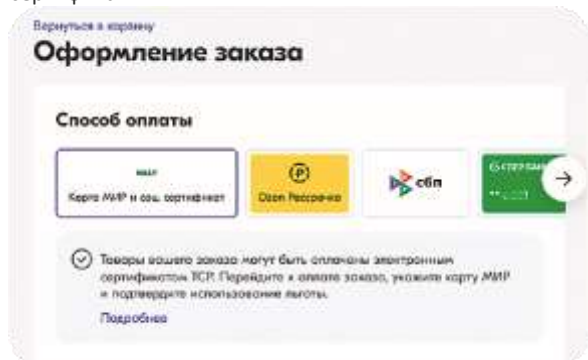 Вернуться в корзину
Оформление заказа
Способ оплаты
Карта МИР и соц. сертификат
Ozon Рассрочка
сбп
Товары вашего заказа могут быть оплачены электронным
сертификатом ТСР. Перейдите к оплате заказа, укажите карту МИР
и подтвердите использование льготы.
Подробнее